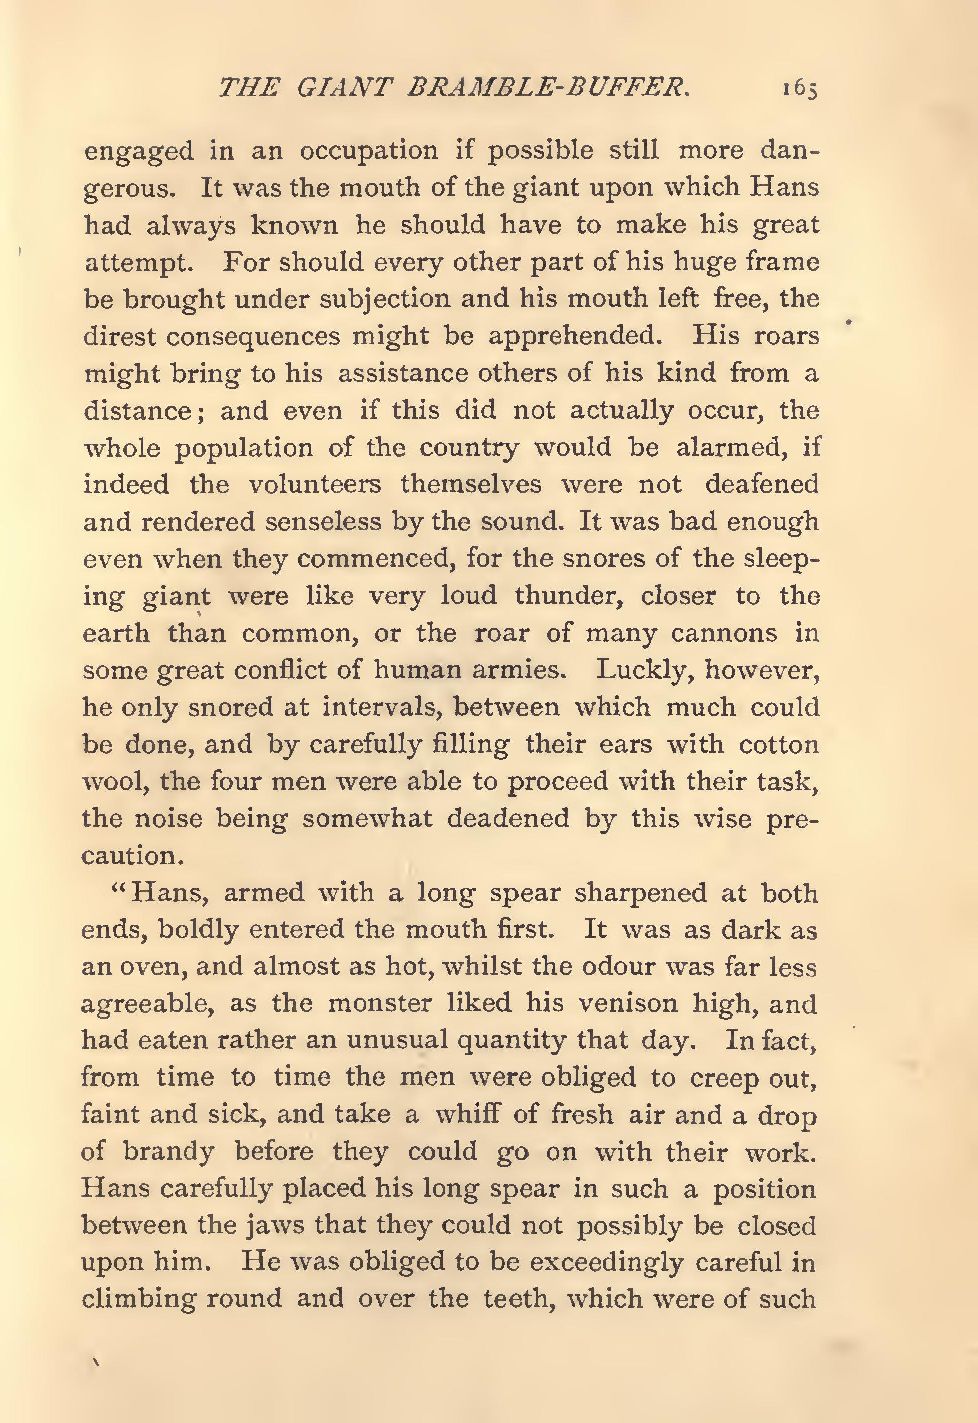 THE GIANT BRAMBLE-BUFFER. 165
engaged in an occupation if possible still more dan-
gerous. It was the mouth of the giant upon which Hans
had always known he should have to make his great
attempt. For should every other part of his huge frame
be brought under subjection and his mouth left free, the
direst consequences might be apprehended. His roars
might bring to his assistance others of his kind from a
distance; and even if this did not actually occur, the
whole population of the country would be alarmed, if
indeed the volunteers themselves were not deafened
and rendered senseless by the sound. It was bad enough
even when they commenced, for the snores of the sleep-
ing giant were like very loud thunder, closer to the
earth than common, or the roar of many cannons in
some great conflict of human armies. Luckly, however,
he only snored at intervals, between which much could
be done, and by carefully filling their ears with cotton
wool, the four men were able to proceed with their task,
the noise being somewhat deadened by this wise pre-
caution.
“Hans, armed with a long spear sharpened at both
ends, boldly entered the mouth first. It was as dark as
an oven, and almost as hot, whilst the odour was far less
agreeable, as the monster liked his venison high, and
had eaten rather an unusual quantity that day. In fact,
from time to time the men were obliged to creep out,
faint and sick, and take a whiff of fresh air and a drop
of brandy before they could go on with their work.
Hans carefully placed his long spear in such a position
between the jaws that they could not possibly be closed
upon him. He was obliged to be exceedingly careful in
climbing round and over the teeth, which were of such